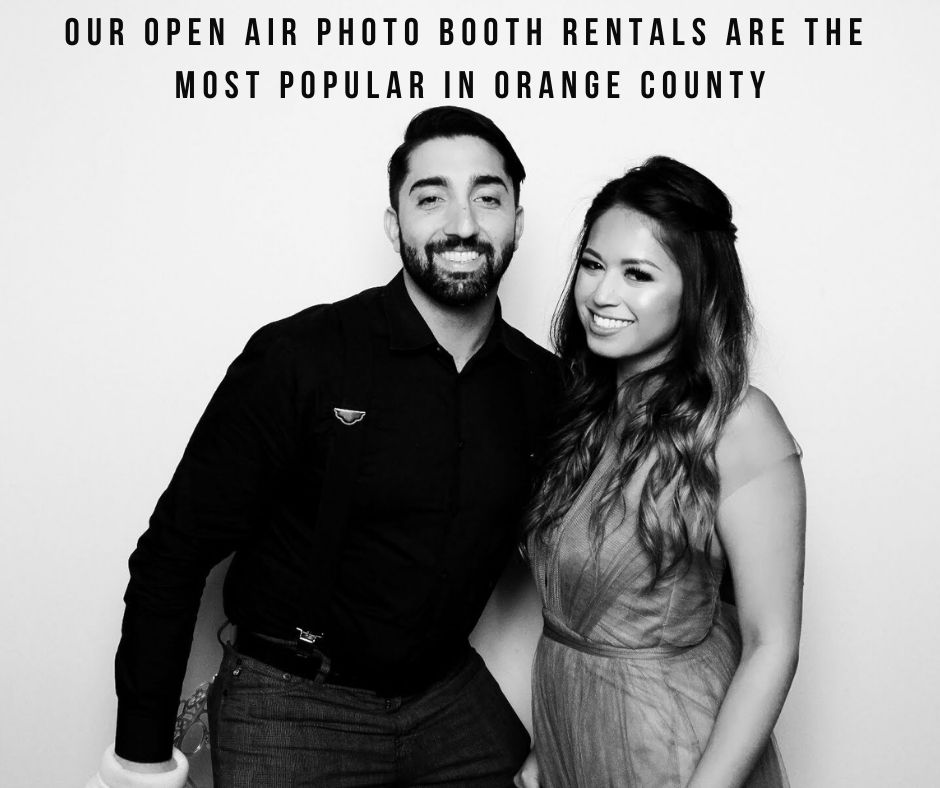 OUR OPEN AIR PHOTO BOOTH RENTALS ARE THE
MOST POPULAR IN ORANGE COUNTY